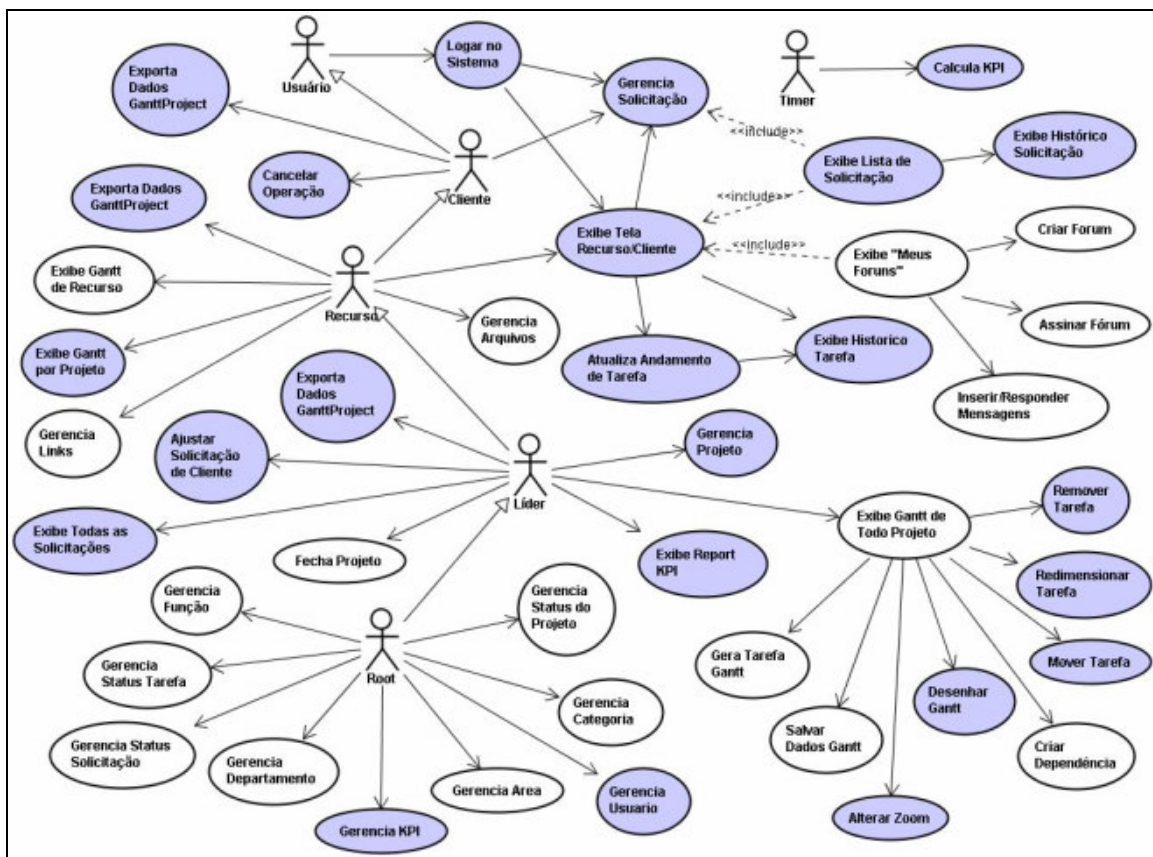 Usuário
Logar no
Sistema
Timer
Calcula KPI
Exporta
Dados
GanttProject
Gerencia
Solicitação
<<include>>
Exibe Histórico
Solicitação
Cliente
Cancelar
Operação
Exibe Lista de
Solicitação
Exporta Dados
GanttProject
<<include>>
Exibe Tela
Recurso/Cliente
<<include>>
Criar Forum
Exibe "Meus
Foruns"
Exibe Gantt
de Recurso
Recurso
Gerencia
Arquivos
Assinar Fórum
Exibe Gantt
por Projeto
Exibe Historico
Tarefa
Atualiza Andamento
de Tarefa
Exporta
Dados
GanttProject
Inserir/Responder
Mensagens
Gerencia
Links
Ajustar
Solicitação
de Cliente
Gerencia
Projeto
Líder
Remover
Tarefa
Exibe Gantt de
Todo Projeto
Exibe Todas as
Solicitações
Fecha Projeto
Exibe Report
KPI
Redimensionar
Tarefa
Gerencia
Função
Gerencia
Status do
Projeto
Gera Tarefa
Gantt
Mover Tarefa
Gerencia
Status Tarefa
Root
Desenhar
Gantt
Gerencia
Categoria
Salvar
Dados Gantt
Criar
Dependência
Gerencia Status
Solicitação
Gerencia
Departamento
Gerencia Area
Gerencia
Usuario
Gerencia KPI
Alterar Zoom